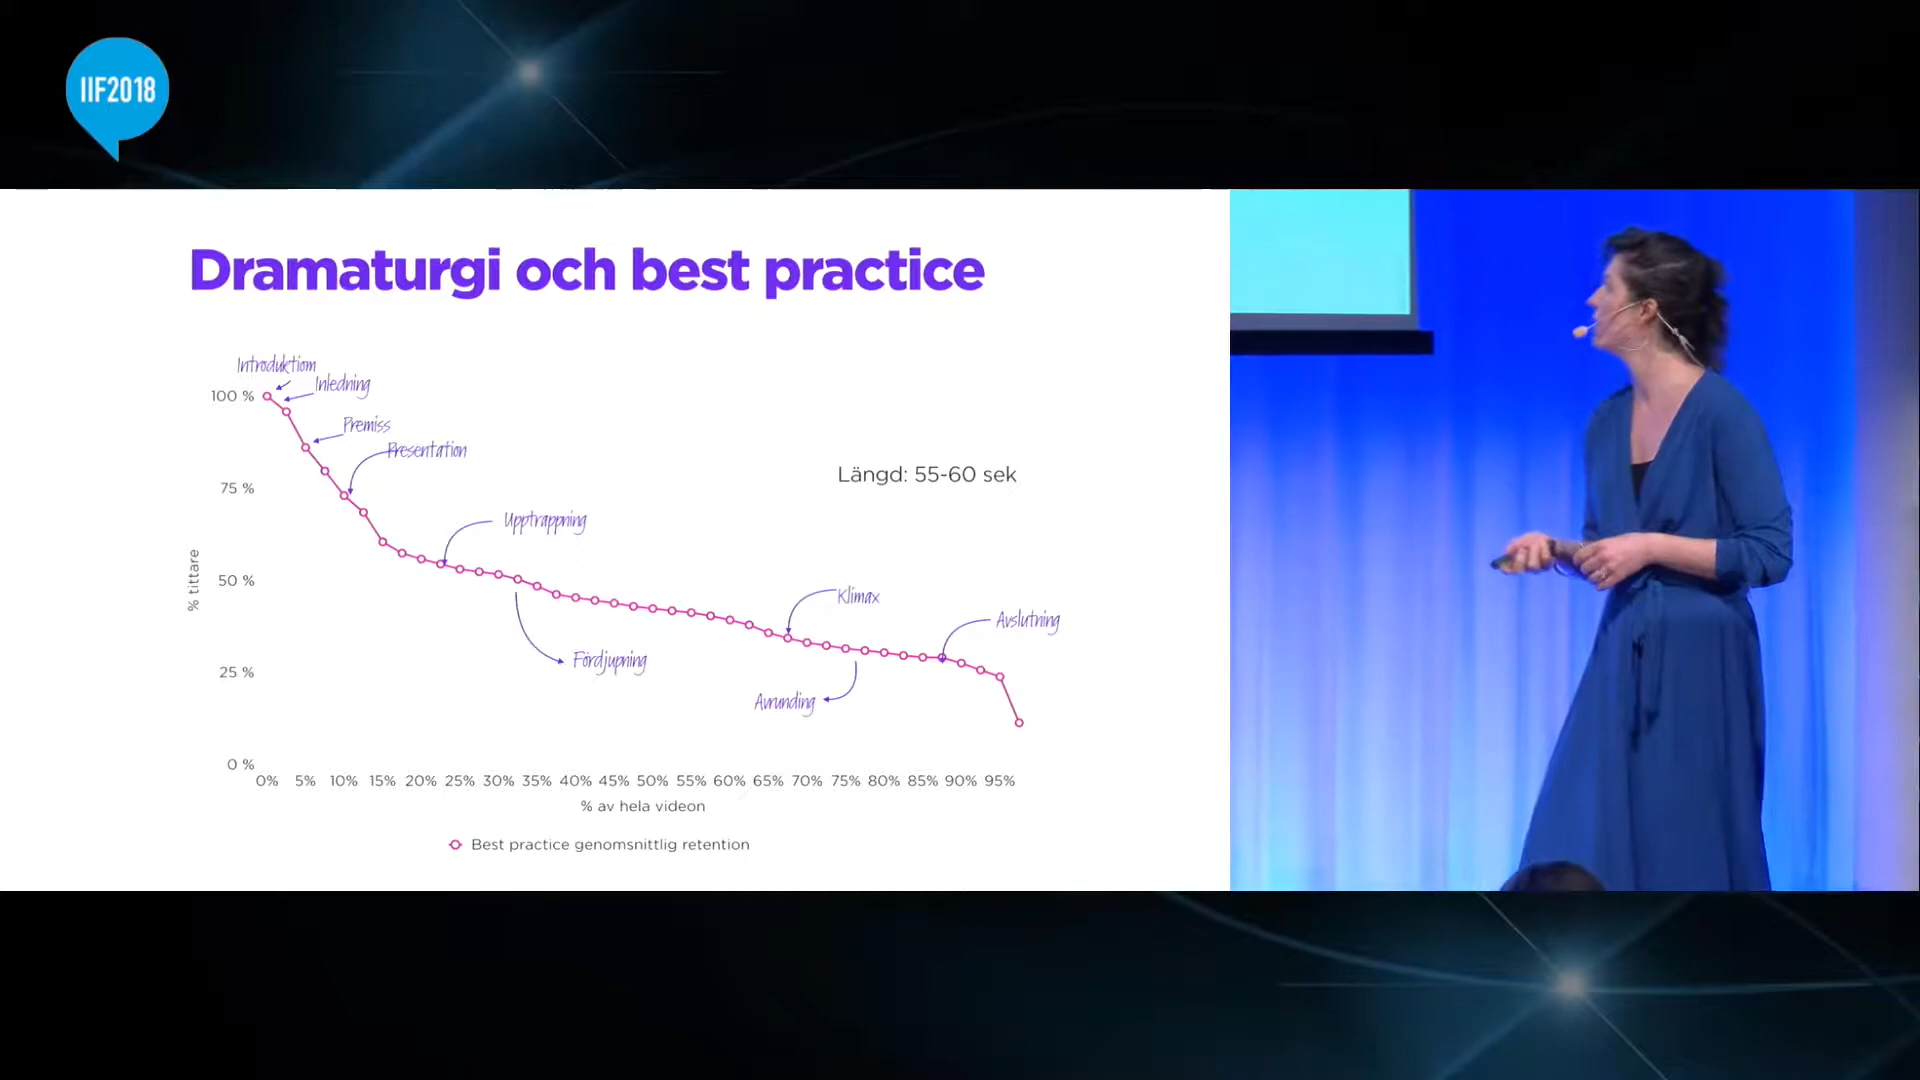 IIF2018
Dramaturgi och best practice
Introduktiom
Inledning
100 %
Premiss
Presentation
Längd: 55-60 sek
75 %
Upptrappning
% tittare
50 %
Klimax
Avslutning
Fördjupning
25 %
Avrunding
0 %
0% 5% 10% 15% 20% 25% 30% 35% 40% 45% 50% 55% 60% 65% 70% 75% 80% 85% 90% 95%
% av hela videon
Best practice genomsnittlig retention